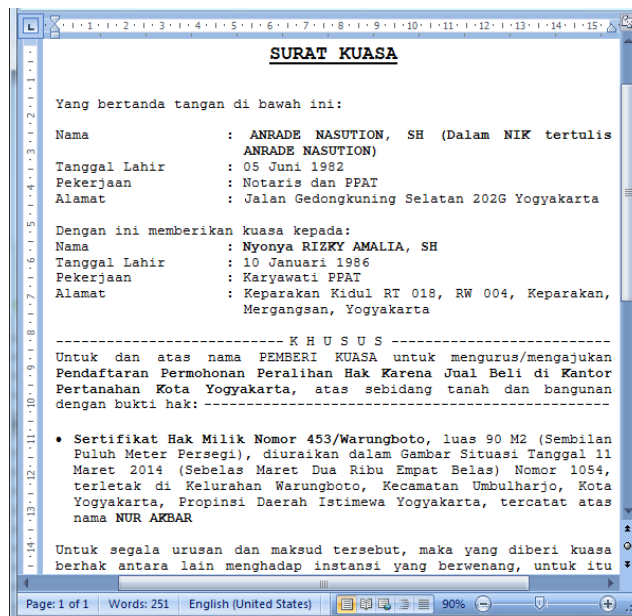 SURAT KUASA
Yang bertanda tangan di bawah ini:
Nama : ANRADE NASUTION, SH (Dalam NIK tertulis
ANRADE NASUTION)
Tanggal Lahir : 05 Juni 1982
Pekerjaan : Notaris dan PPAT
Alamat : Jalan Gedongkuning Selatan 202G Yogyakarta
Dengan ini memberikan kuasa kepada:
Nama : Nyonya RIZKY AMALIA, SH
Tanggal Lahir : 10 Januari 1986
Pekerjaan : Karyawati PPAT
Alamat : Keparakan Kidul RT 018, RW 004, Keparakan,
Mergangsan, Yogyakarta
--------------------------- K H U S U S --------------------------
Untuk dan atas nama PEMBERI KUASA untuk mengurus/mengajukan
Pendaftaran Permohonan Peralihan Hak Karena Jual Beli di Kantor
Pertanahan Kota Yogyakarta, atas sebidang tanah dan bangunan
dengan bukti hak:------------------------------------------------
• Sertifikat Hak Milik Nomor 453/Warungboto, luas 90 M2 (Sembilan
Puluh Meter Persegi), diuraikan dalam Gambar Situasi Tanggal 11
Maret 2014 (Sebelas Maret Dua Ribu Empat Belas) Nomor 1054,
terletak di Kelurahan Warungboto, Kecamatan Umbulharjo, Kota
Yogyakarta, Propinsi Daerah Istimewa Yogyakarta, tercatat atas
nama NUR AKBAR
Untuk segala urusan dan maksud tersebut, maka yang diberi kuasa
berhak antara lain menghadap instansi yang berwenang, untuk itu
Page: 1 of 1 Words: 251 English (United States) 90%